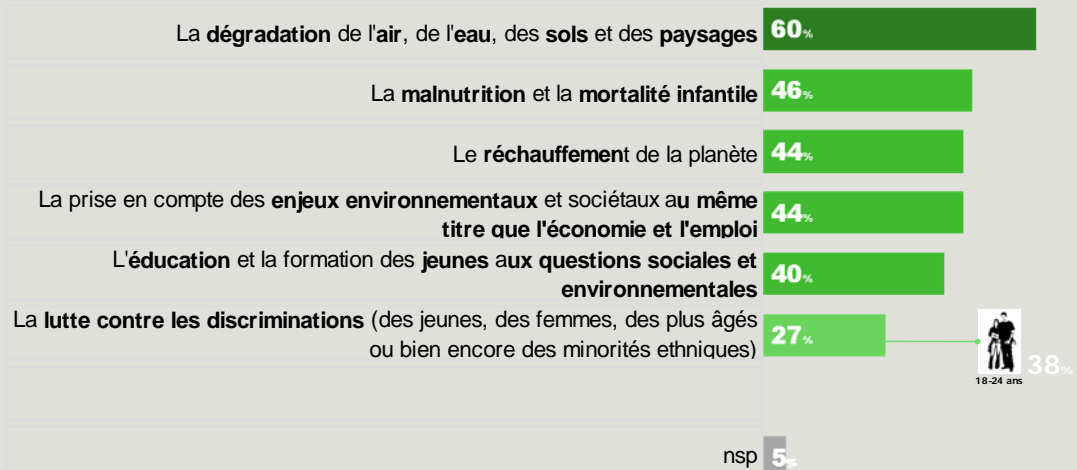 La dégradation de l'air, de l'eau, des sols et des paysages 60%
La malnutrition et la mortalité infantile 46%
Le réchauffement de la planète 44%
La prise en compte des enjeux environnementaux et sociétaux au même
titre que l'économie et l'emploi 44%
L'éducation et la formation des jeunes aux questions sociales et
environnementales 40%
La lutte contre les discriminations (des jeunes, des femmes, des plus âgés
ou bien encore des minorités ethniques) 27%
38%
18-24 ans
nsp 5%